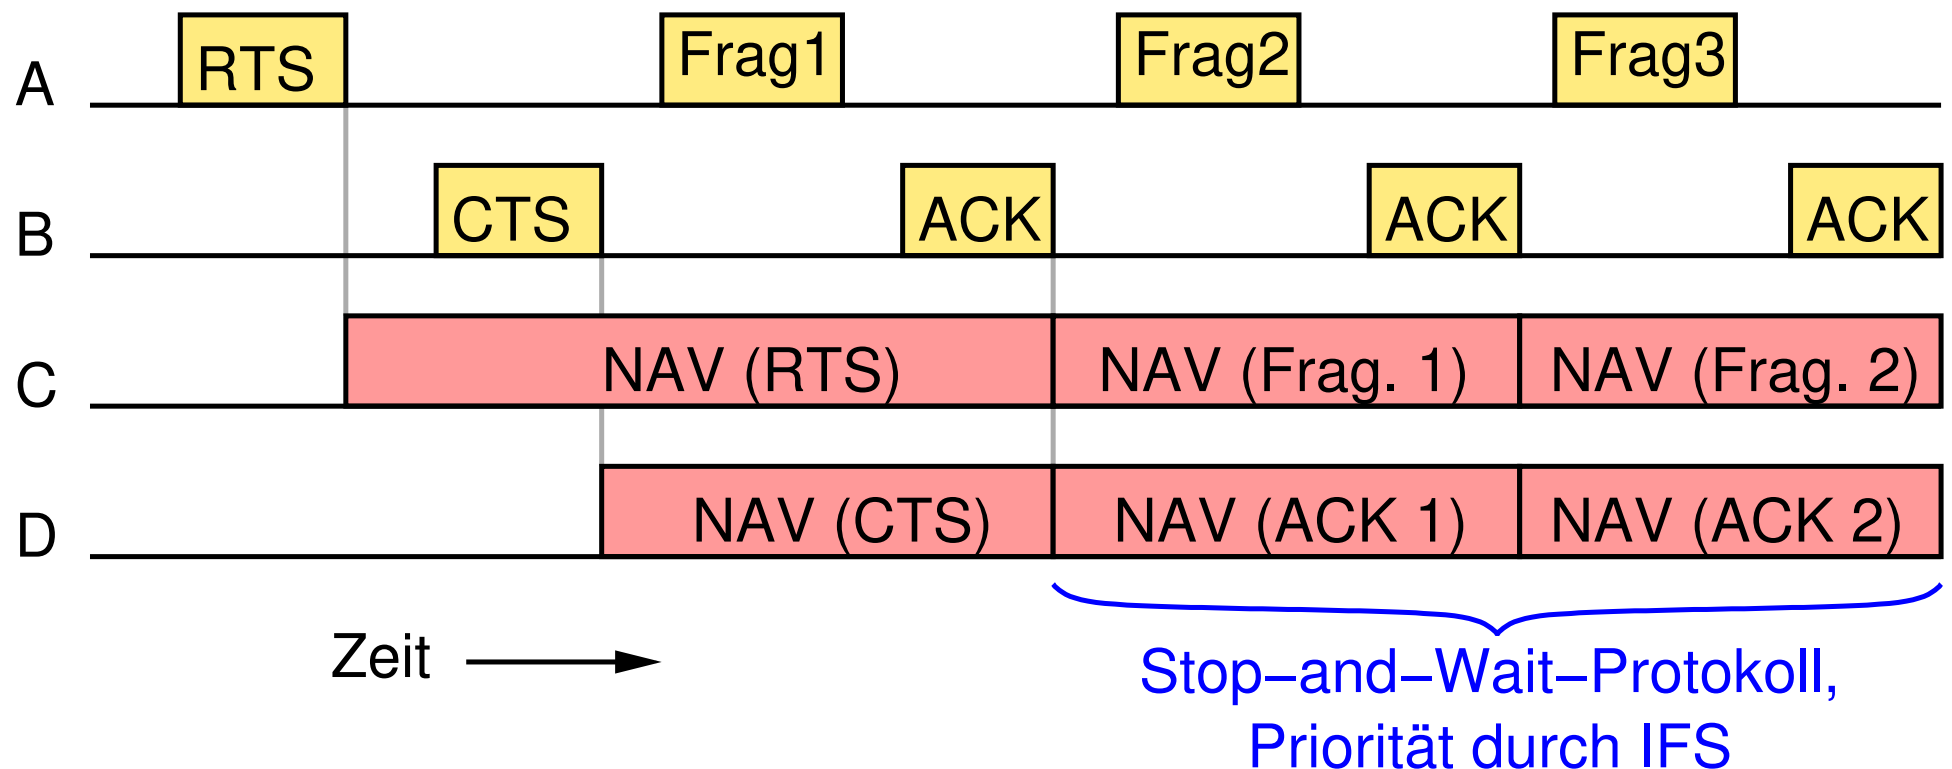 A RTS Frag1 Frag2 Frag3
B CTS ACK ACK ACK
C NAV (RTS) NAV (Frag. 1) NAV (Frag. 2)
D NAV (CTS) NAV (ACK 1) NAV (ACK 2)
Zeit
Stop–and–Wait–Protokoll,
Priorität durch IFS